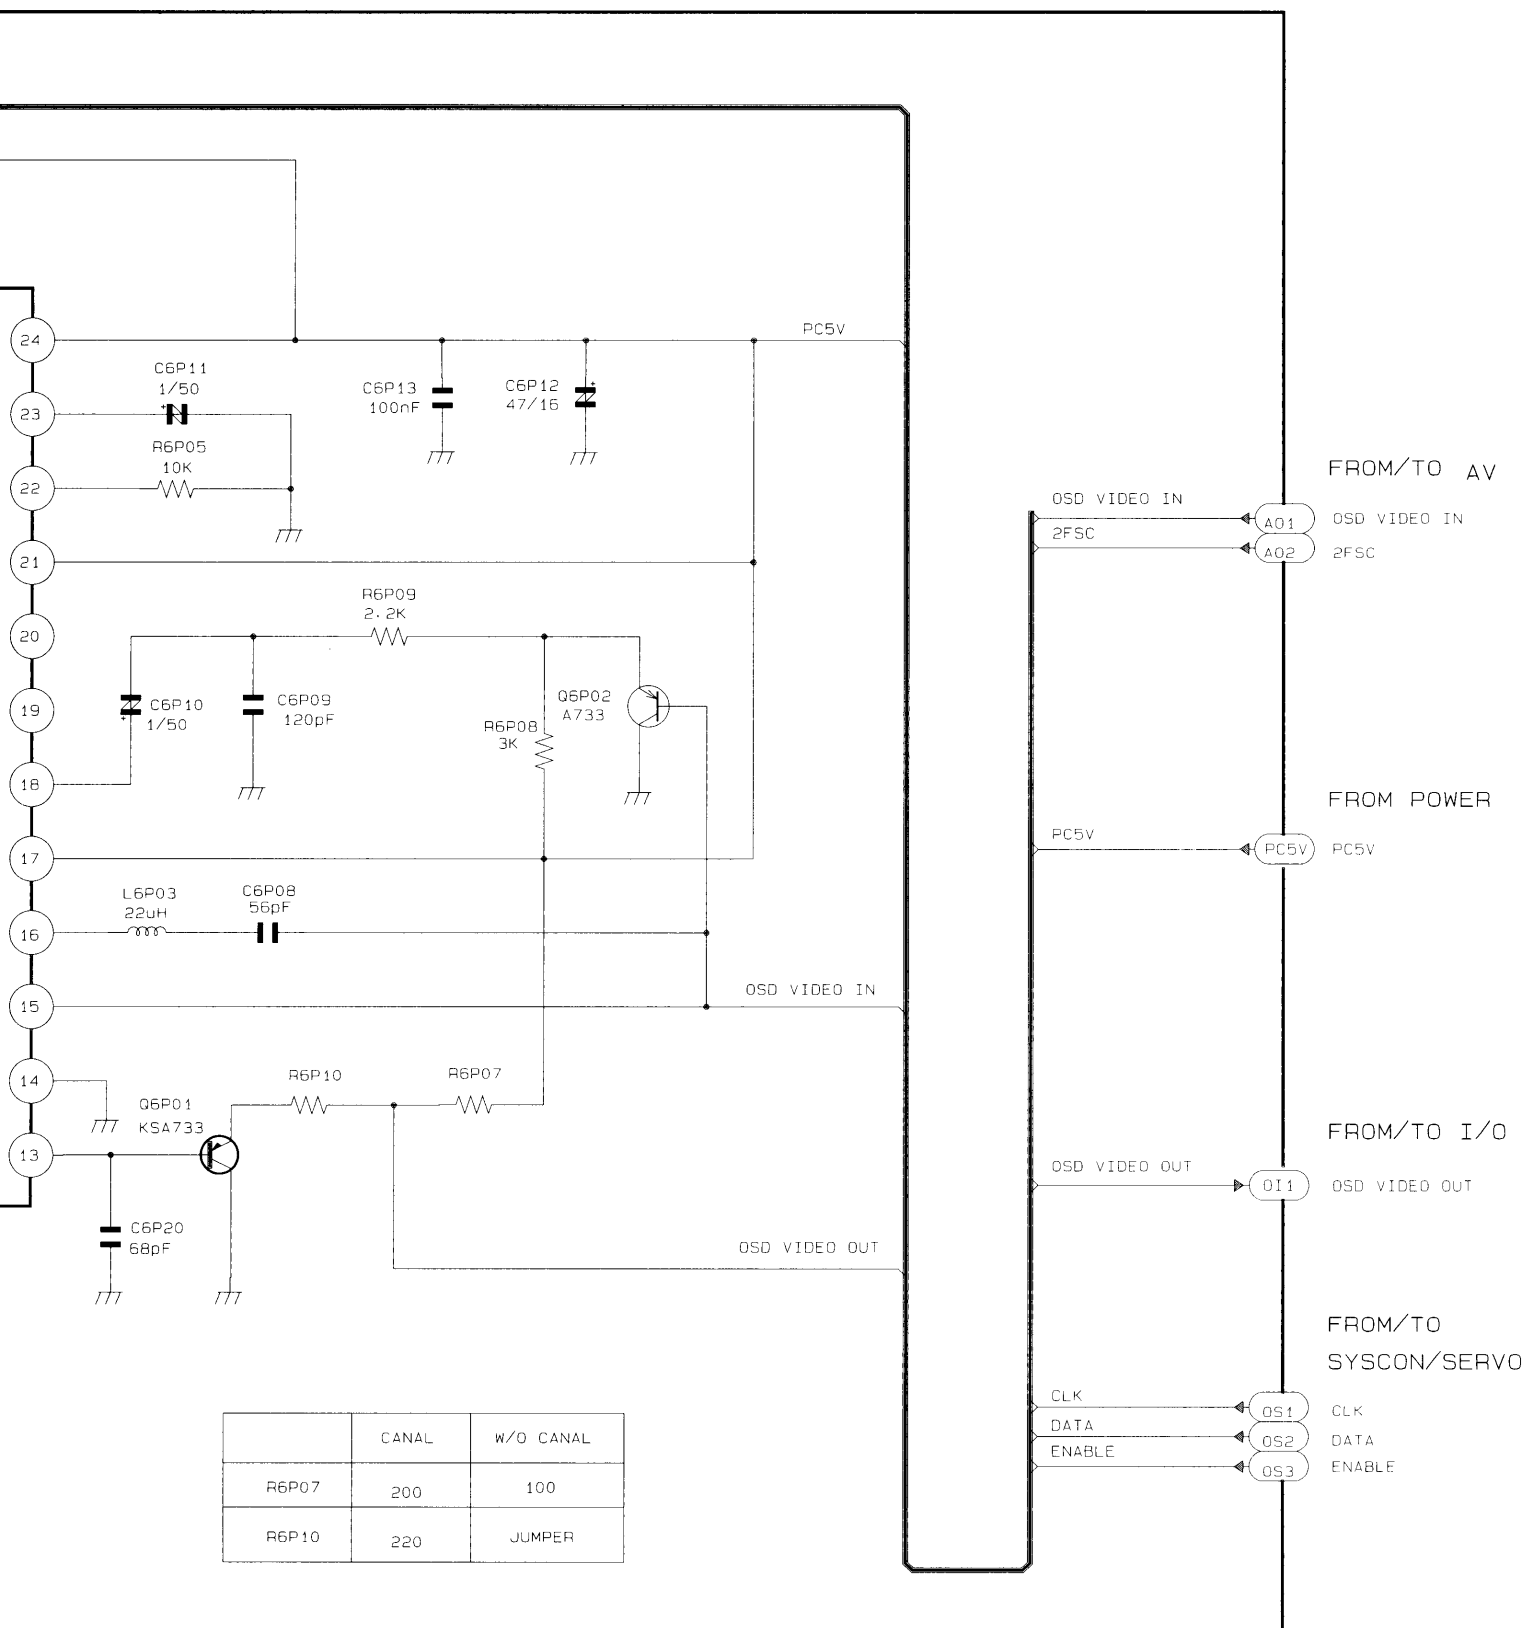 24
PC5V
C6P11
1/50
23
C6P13
100nF
C6P12
47/16
R6P05
10K
22
FROM/TO AV
OSD VIDEO IN
A01
OSD VIDEO IN
2FSC
A02
2FSC
21
R6P09
2.2K
20
Q6P02
A733
C6P10
1/50
C6P09
120pF
19
R6P08
3K
18
FROM POWER
PC5V
PC5V
PC5V
17
L6P03
22uH
C6P08
56pF
16
15
OSD VIDEO IN
14
R6P10
R6P07
Q6P01
KSA733
13
FROM/TO I/O
OSD VIDEO OUT
OI1
OSD VIDEO OUT
C6P20
68pF
OSD VIDEO OUT
FROM/TO
SYSCON/SERVO
CLK
OS1
CLK
DATA
OS2
DATA
ENABLE
OS3
ENABLE
CANAL W/O CANAL
R6P07 200 100
R6P10 220 JUMPER